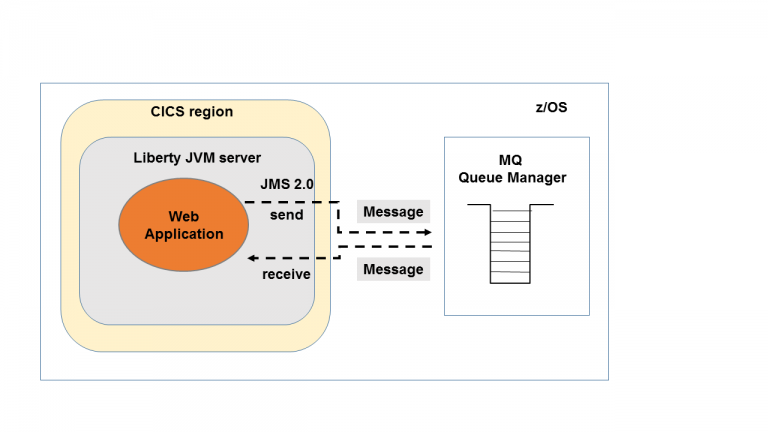 CICS region
z/OS
Liberty JVM server
MQ
Queue Manager
JMS 2.0
Web
Application
send
Message
receive
Message